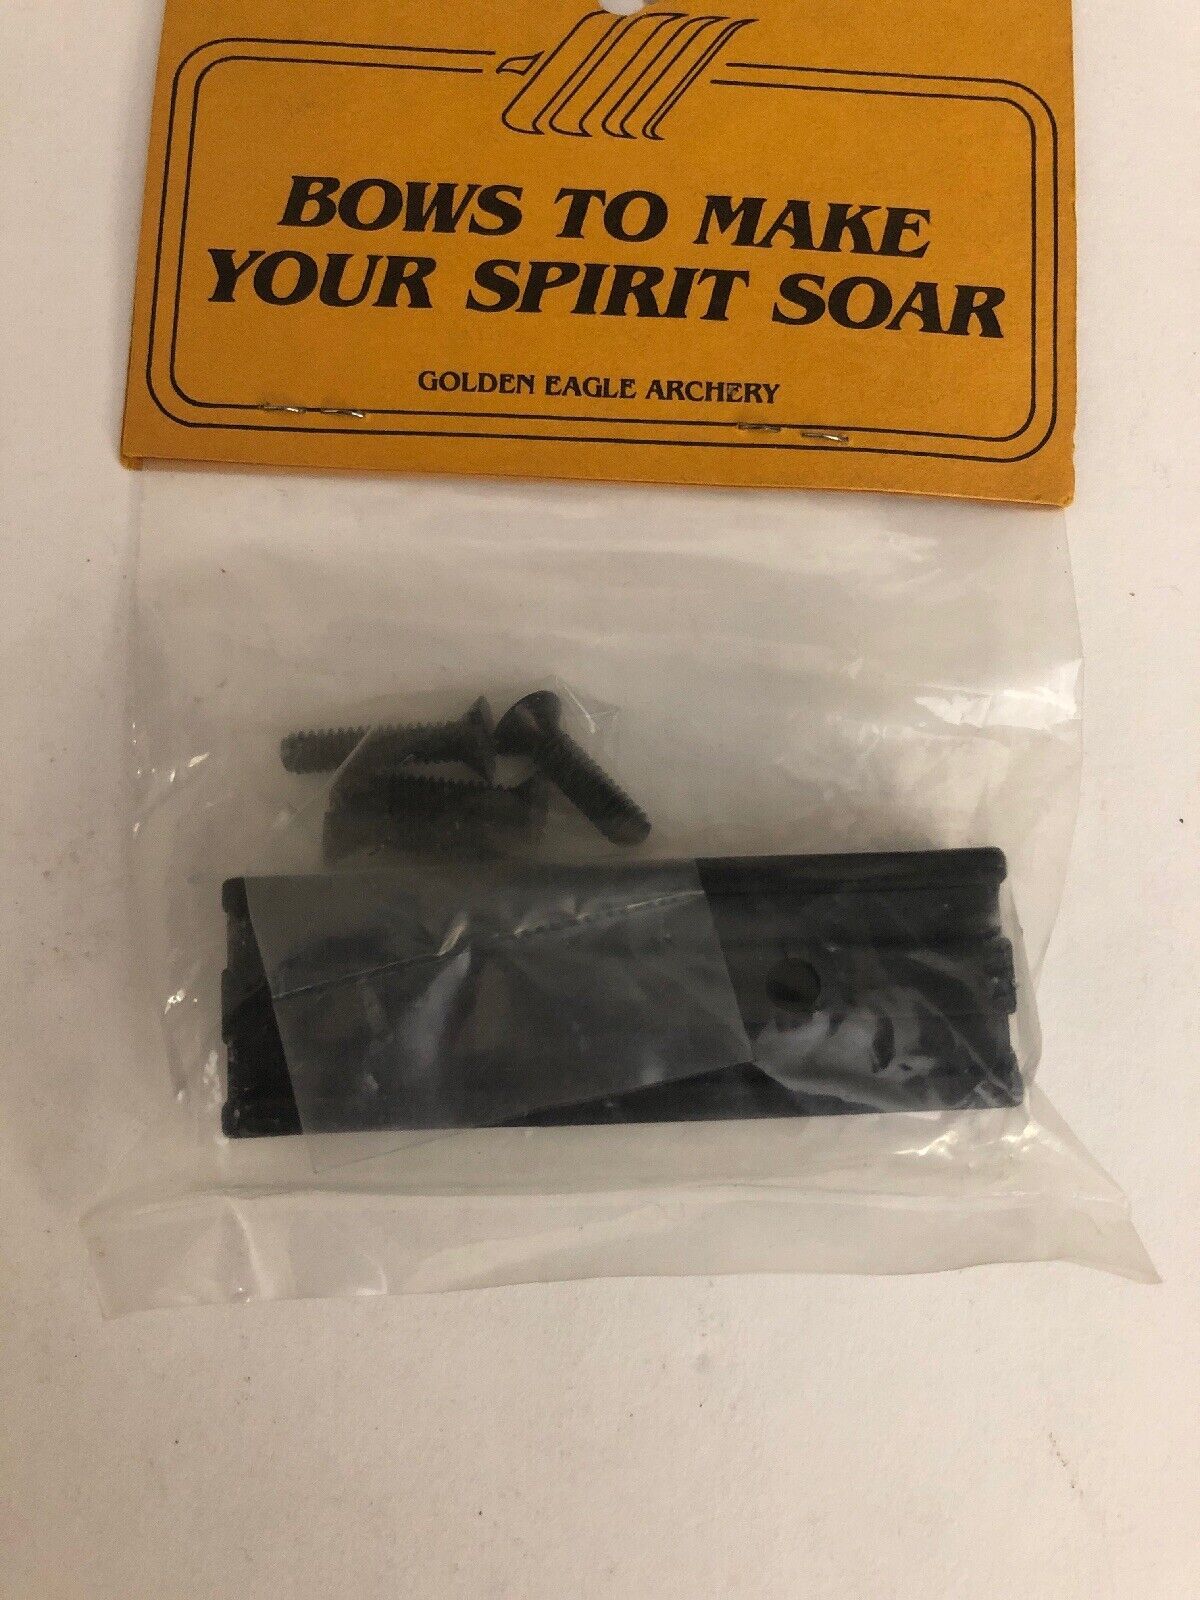 BOWS TO MAKE
YOUR SPIRIT SOAR
GOLDEN EAGLE ARCHERY